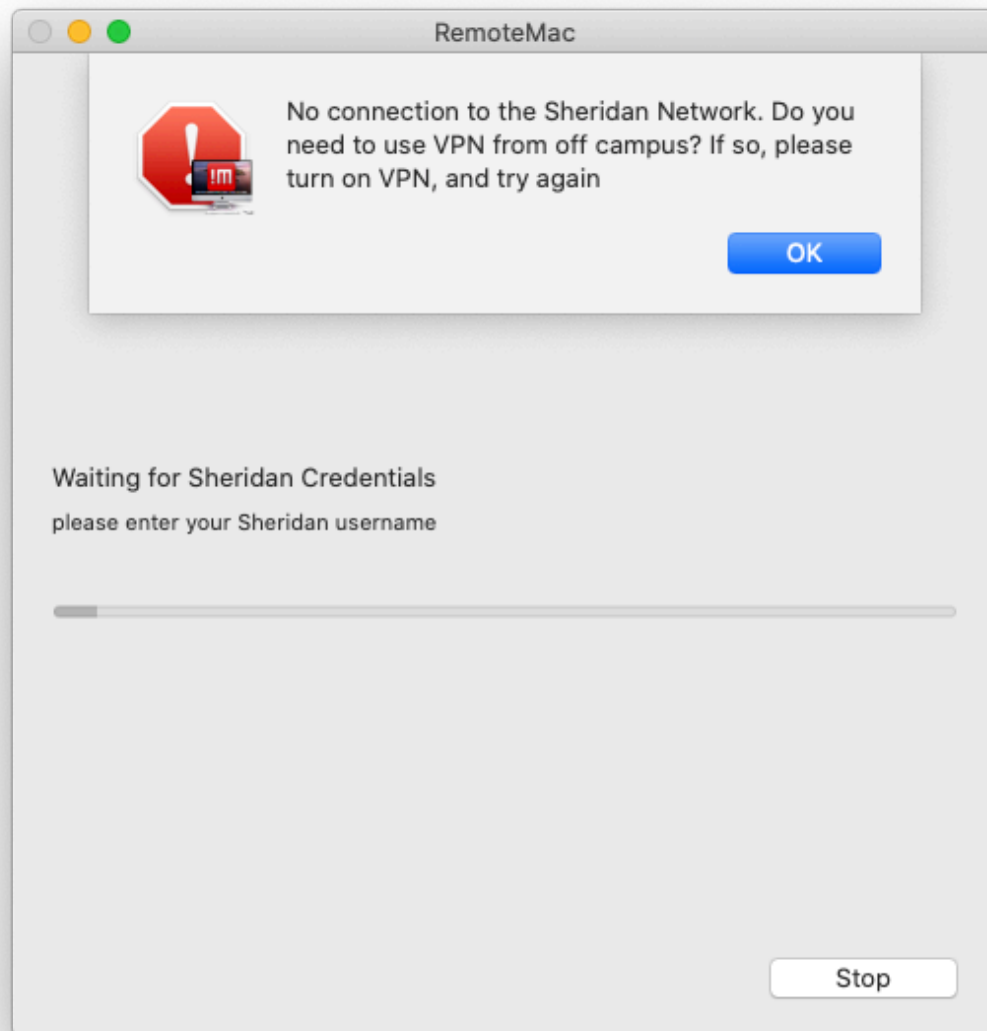 RemoteMac
No connection to the Sheridan Network. Do you
need to use VPN from off campus? If so, please
turn on VPN, and try again
OK
Waiting for Sheridan Credentials
please enter your Sheridan username
Stop